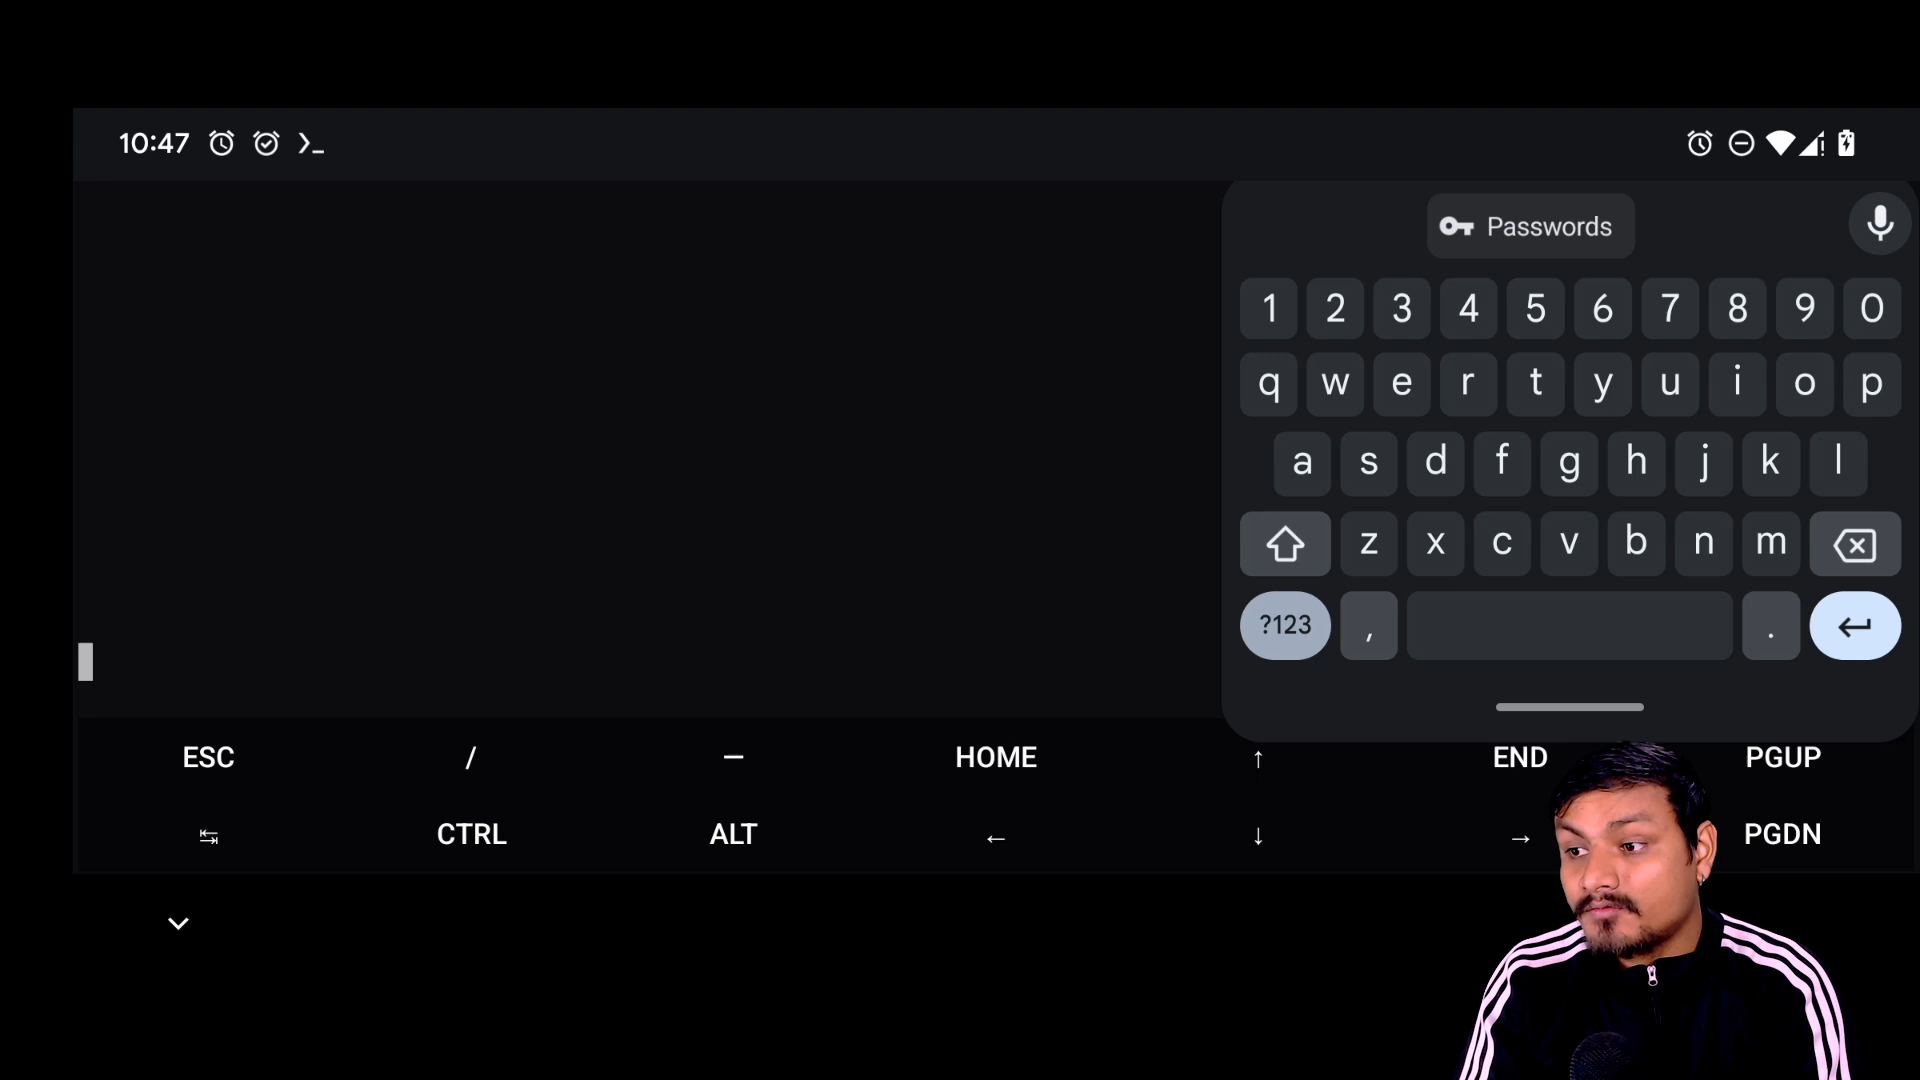 10:47
Passwords
1 2 3 4 5 6 7 8 9 0
q w e r t y u i o p
a s d f g h j k l
z x c v b n m
?123 , .
ESC / — HOME ↑ END PGUP
↹ CTRL ALT ← ↓ → PGDN